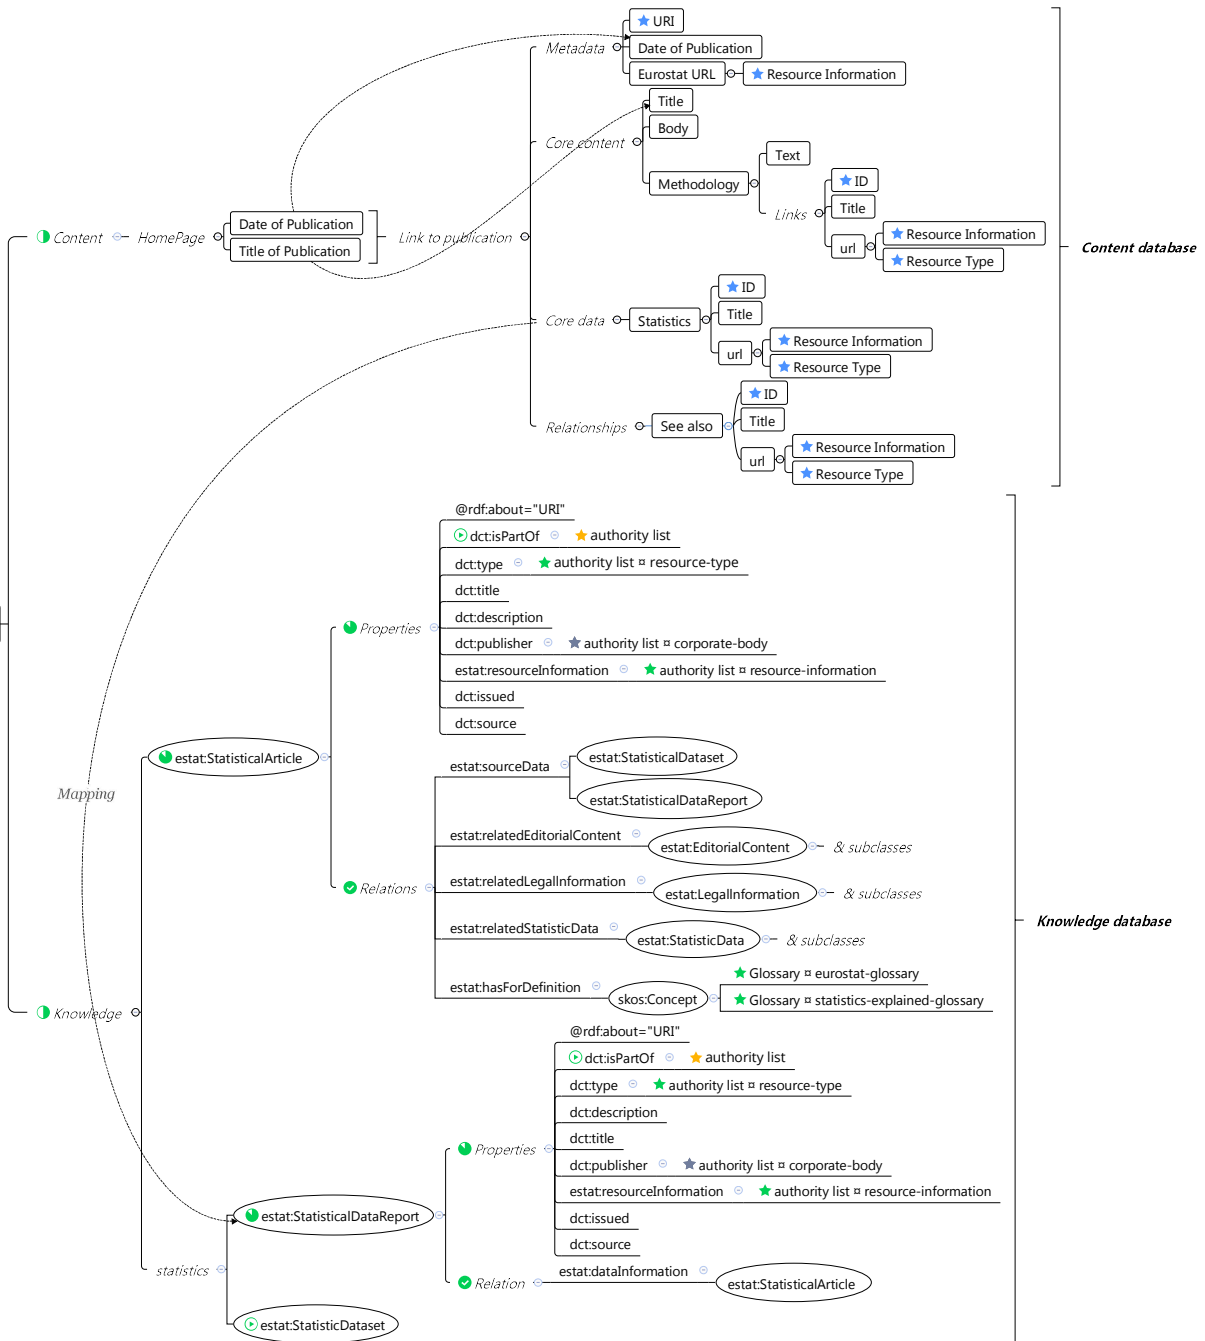 URI
Metadata
Date of Publication
Eurostat URL
Resource Information
Title
Core content
Body
Text
Methodology
ID
Links
Title
url
Resource Information
Resource Type
Content
HomePage
Date of Publication
Title of Publication
Link to publication
Content database
ID
Core data
Statistics
Title
url
Resource Information
Resource Type
ID
Relationships
See also
Title
url
Resource Information
Resource Type
@rdf:about="URI"
dct:isPartOf
authority list
dct:type
authority list ¤ resource-type
dct:title
dct:description
Properties
dct:publisher
authority list ¤ corporate-body
estat:resourceInformation
authority list ¤ resource-information
dct:issued
dct:source
estat:StatisticalArticle
estat:sourceData
estat:StatisticalDataset
estat:StatisticalDataReport
Mapping
estat:relatedEditorialContent
estat:EditorialContent
& subclasses
Relations
estat:relatedLegalInformation
estat:LegalInformation
& subclasses
estat:relatedStatisticData
estat:StatisticData
& subclasses
Knowledge database
estat:hasForDefinition
skos:Concept
Glossary ¤ eurostat-glossary
Glossary ¤ statistics-explained-glossary
Knowledge
@rdf:about="URI"
dct:isPartOf
authority list
dct:type
authority list ¤ resource-type
dct:description
dct:title
Properties
dct:publisher
authority list ¤ corporate-body
estat:resourceInformation
authority list ¤ resource-information
dct:issued
dct:source
estat:StatisticalDataReport
statistics
Relation
estat:dataInformation
estat:StatisticalArticle
estat:StatisticDataset